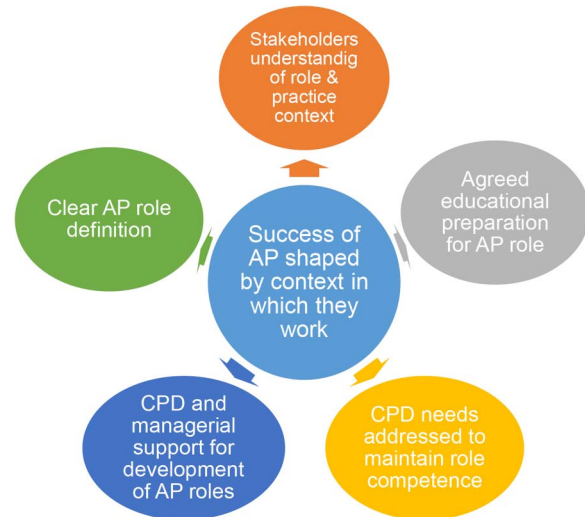 Stakeholders
understandig
of role &
practice
context
Clear AP role
definition
Agreed
educational
preparation
for AP role
Success of
AP shaped
by context in
which they
work
CPD and
managerial
support for
development
of AP roles
CPD needs
addressed to
maintain role
competence